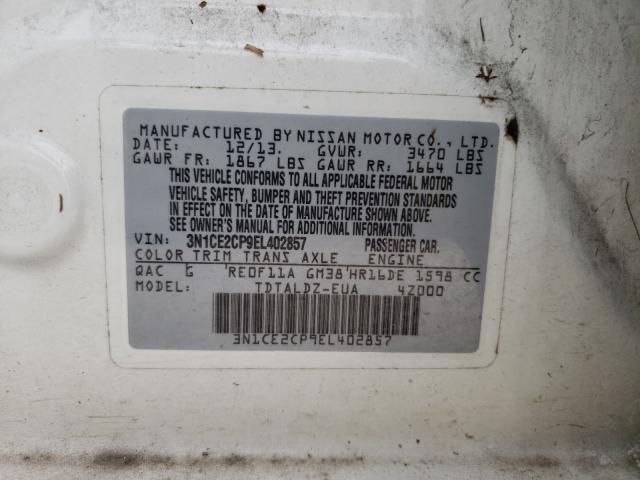 MANUFACTURED BY NISSAN MOTOR CO., LTD.
DATE: 12/13. GVWR: 3470 LBS
GAWR FR: 1867 LBS GAWR RR: 1664 LBS
THIS VEHICLE CONFORMS TO ALL APPLICABLE FEDERAL MOTOR
VEHICLE SAFETY, BUMPER AND THEFT PREVENTION STANDARDS
IN EFFECT ON THE DATE OF MANUFACTURE SHOWN ABOVE.
SEE OWNER'S MANUAL FOR ADDITIONAL INFORMATION.
VIN: 3N1CE2CP9EL402857 PASSENGER CAR.
COLOR TRIM TRANS AXLE ENGINE
QAC G RE0F11A GM38 HR16DE 1598 CC
MODEL: TDTALDZ-EUA 4Z000
3N1CE2CP9EL402857